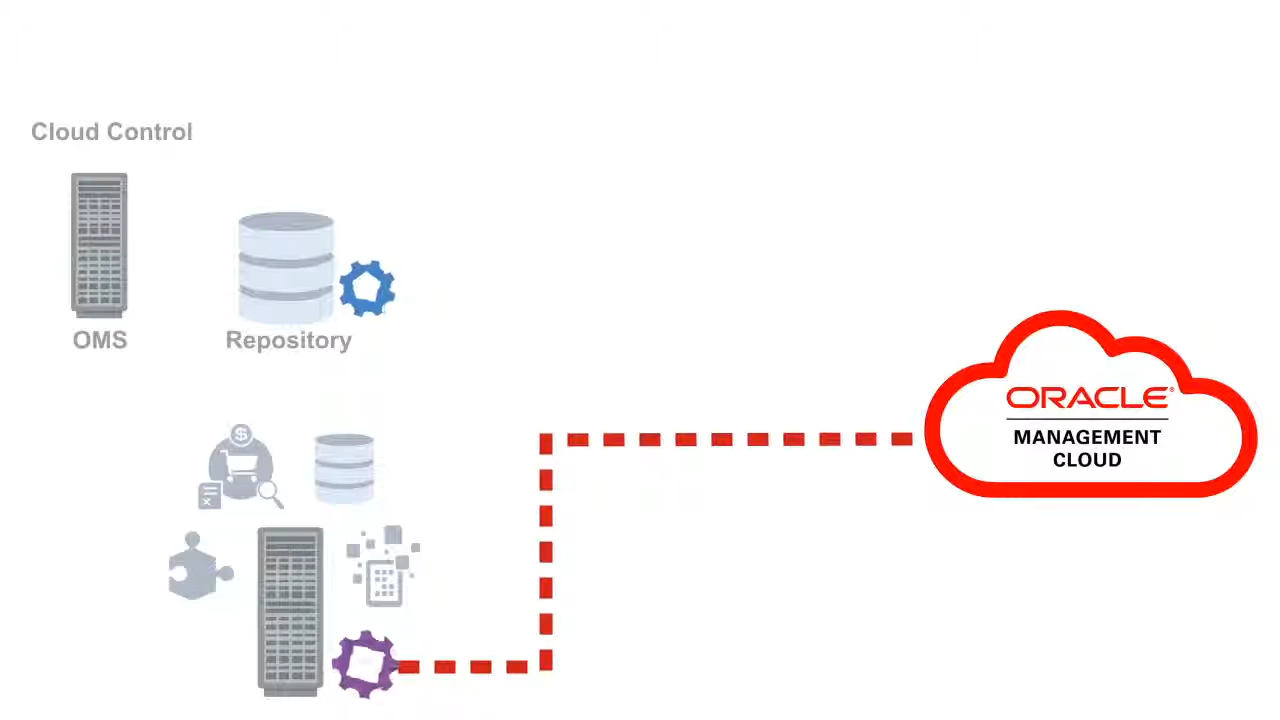 Cloud Control
OMS
Repository
$
x
ORACLE®
MANAGEMENT
CLOUD